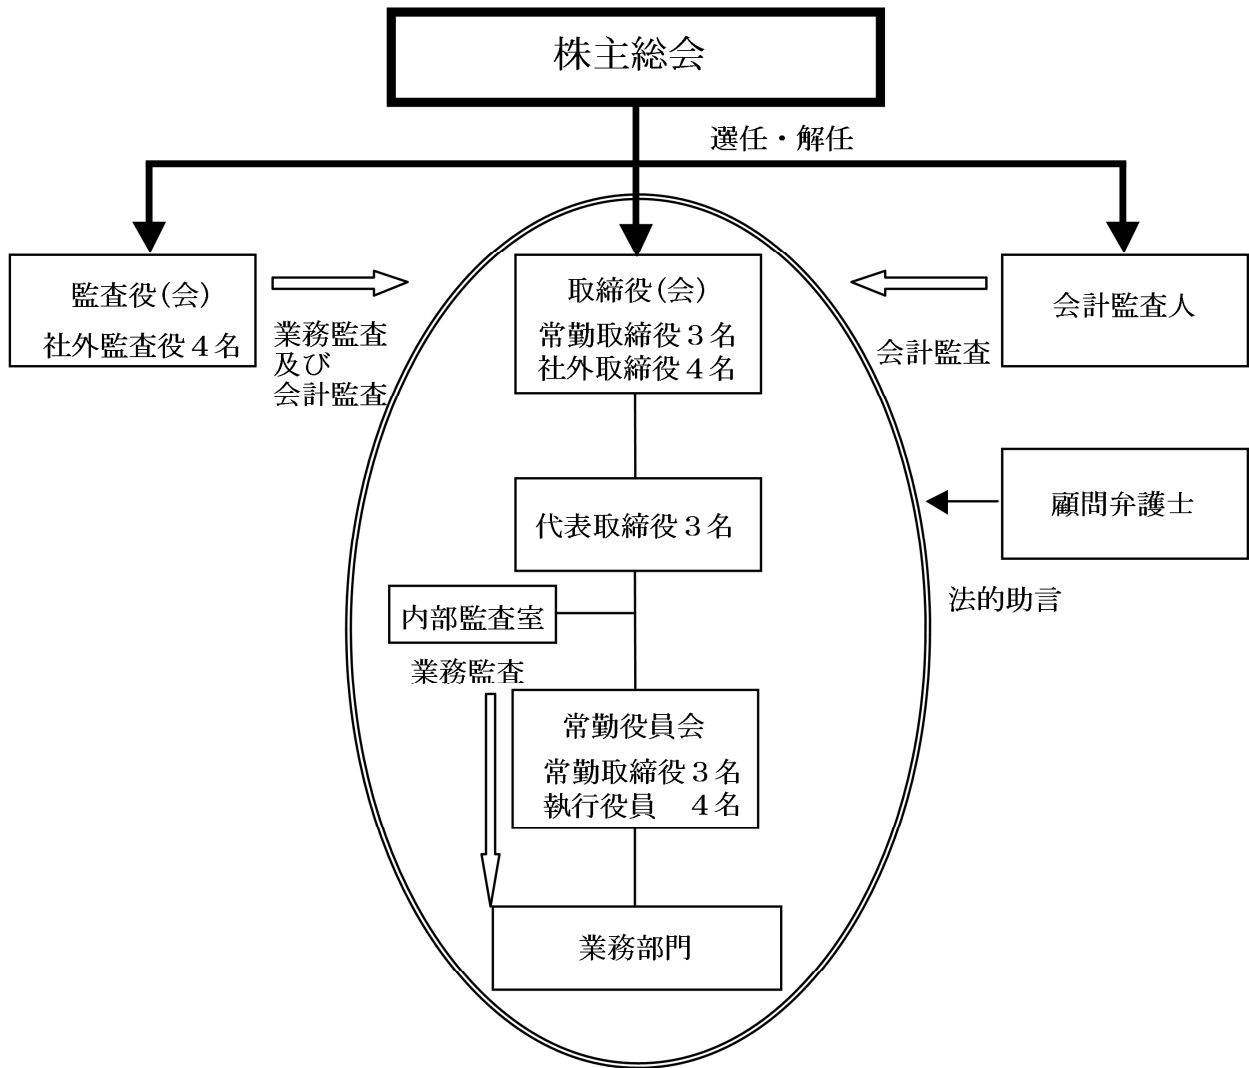 株主総会
選任・解任
監査役(会)
社外監査役４名
業務監査
及び
会計監査
取締役(会)
常勤取締役３名
社外取締役４名
会計監査人
会計監査
顧問弁護士
法的助言
代表取締役３名
内部監査室
業務監査
常勤役員会
常勤取締役３名
執行役員　４名
業務部門